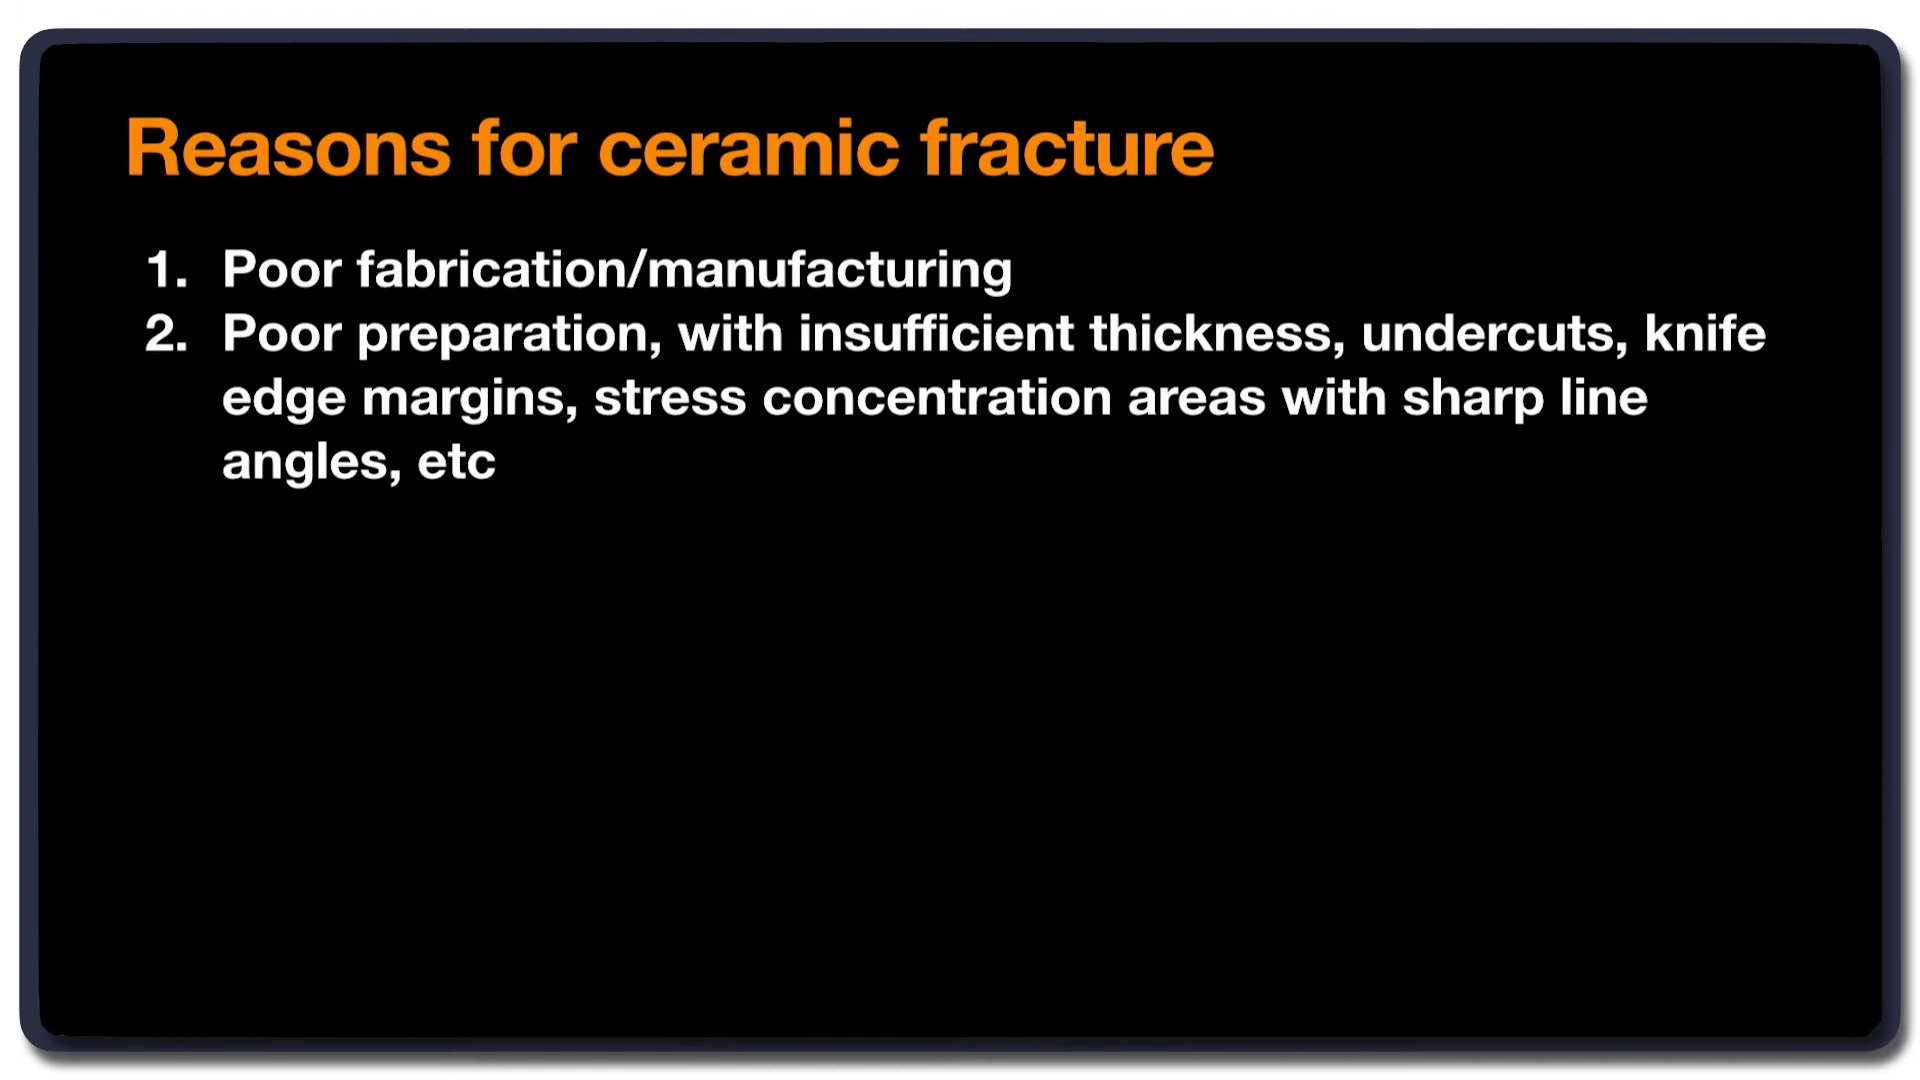 Reasons for ceramic fracture
1. Poor fabrication/manufacturing
2. Poor preparation, with insufficient thickness, undercuts, knife
edge margins, stress concentration areas with sharp line
angles, etc